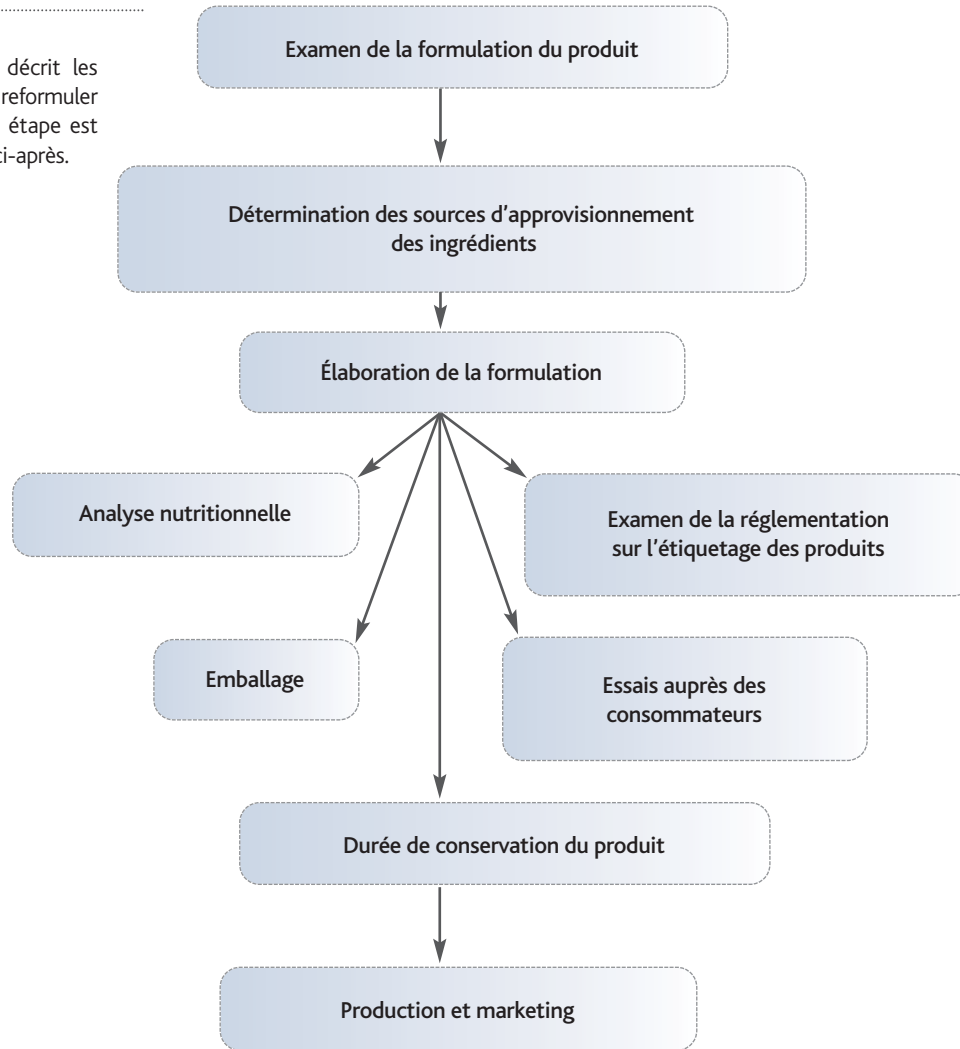 décrit les
reformuler
étape est
ci-après.
Examen de la formulation du produit
Détermination des sources d'approvisionnement
des ingrédients
Élaboration de la formulation
Analyse nutritionnelle
Examen de la réglementation
sur l'étiquetage des produits
Emballage
Essais auprès des
consommateurs
Durée de conservation du produit
Production et marketing